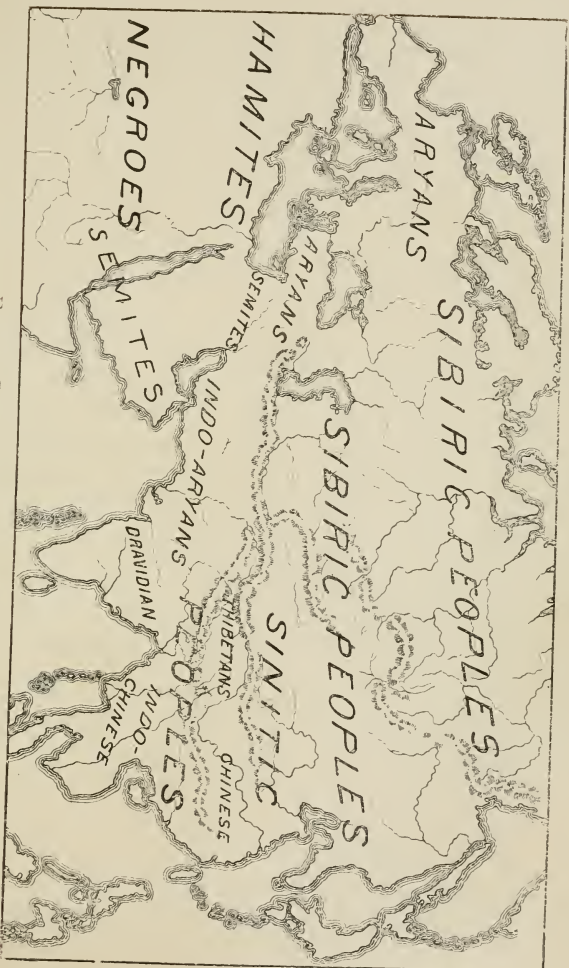 ARYANS
SIBIRIC PEOPLES
HAMITES
ARYANS
SEMITES
SIBIRIC PEOPLES
NEGROES
SEMITES
INDO-ARYANS
SINITIC
PEOPLES
THIBETANS
CHINESE
DRAVIDIAN
INDO-
CHINESE